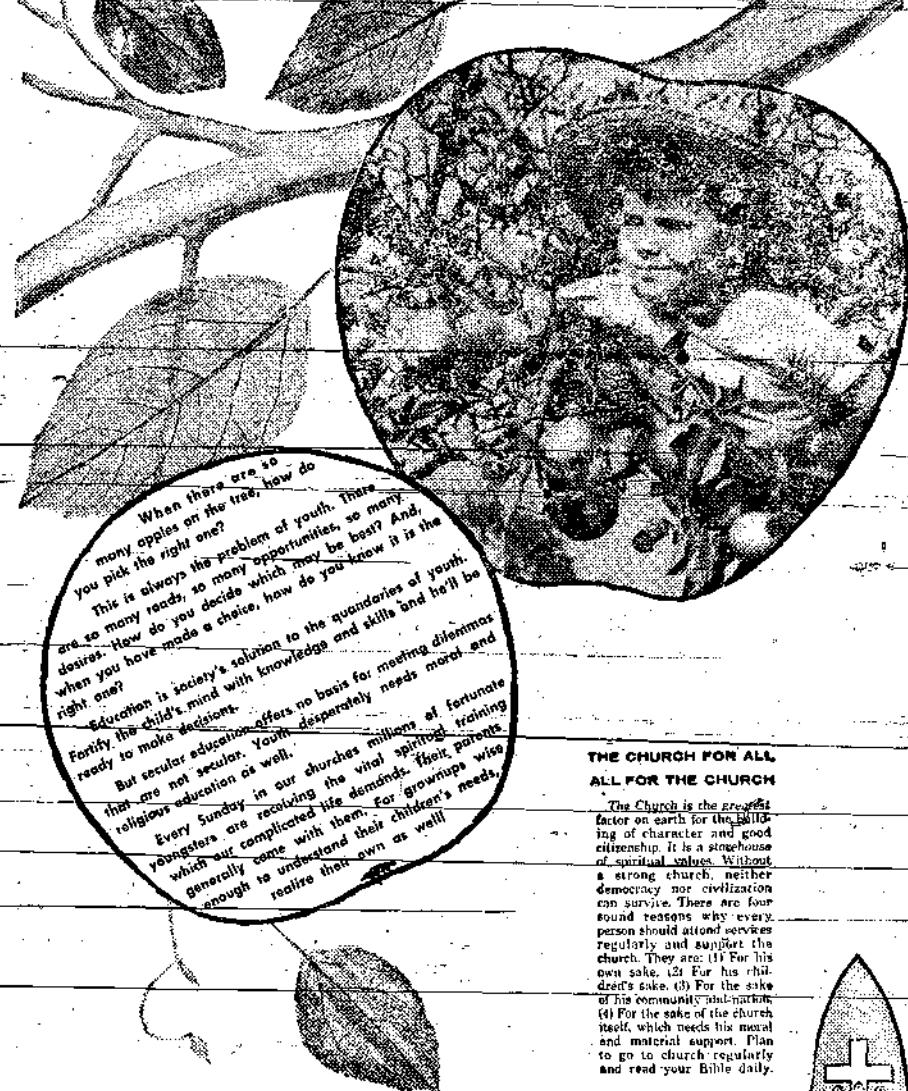 When there are so
many apples on the tree, how do
you pick the right one?
This is always the problem of youth. There
are so many roads, so many opportunities, so many
desires. How do you decide which may be best? And,
when you have made a choice, how do you know it is the
right one?
Education is society's solution to the quandaries of youth.
Fortify the child's mind with knowledge and skills and he'll be
ready to make decisions.
But secular education offers no basis for meeting dilemmas
that are not secular. Youth desperately needs moral and
religious education as well.
Every Sunday in our churches millions of fortunate
youngsters are receiving the vital spiritual training
which our complicated life demands. Their parents
generally come with them. For grownups wise
enough to understand their children's needs,
realize their own as well!
THE CHURCH FOR ALL
ALL FOR THE CHURCH
The Church is the greatest
factor on earth for the build-
ing of character and good
citizenship. It is a storehouse
of spiritual values. Without
a strong church, neither
democracy nor civilization
can survive. There are four
sound reasons why every
person should attend services
regularly and support the
church. They are: (1) For his
own sake. (2) For his chil-
dren's sake. (3) For the sake
of his community and nation.
(4) For the sake of the church
itself, which needs his moral
and material support. Plan
to go to church regularly
and read your Bible daily.